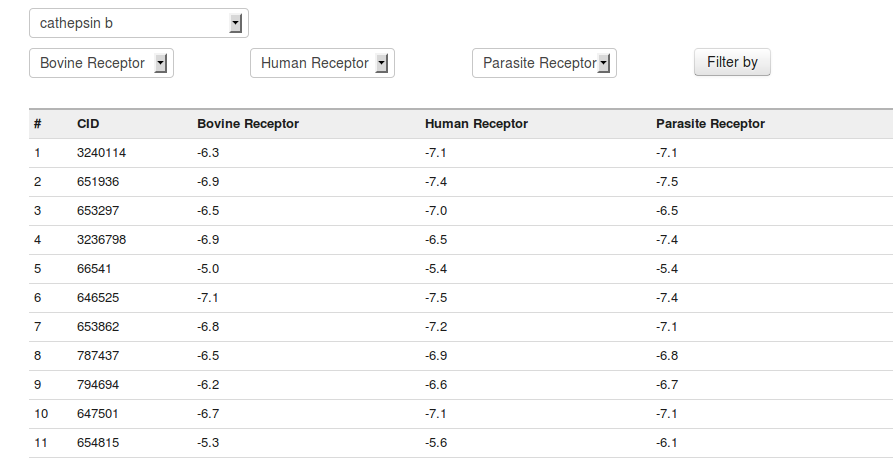 cathepsin b
Bovine Receptor Human Receptor Parasite Receptor Filter by
# CID Bovine Receptor Human Receptor Parasite Receptor
1 3240114 -6.3 -7.1 -7.1
2 651936 -6.9 -7.4 -7.5
3 653297 -6.5 -7.0 -6.5
4 3236798 -6.9 -6.5 -7.4
5 66541 -5.0 -5.4 -5.4
6 646525 -7.1 -7.5 -7.4
7 653862 -6.8 -7.2 -7.1
8 787437 -6.5 -6.9 -6.8
9 794694 -6.2 -6.6 -6.7
10 647501 -6.7 -7.1 -7.1
11 654815 -5.3 -5.6 -6.1